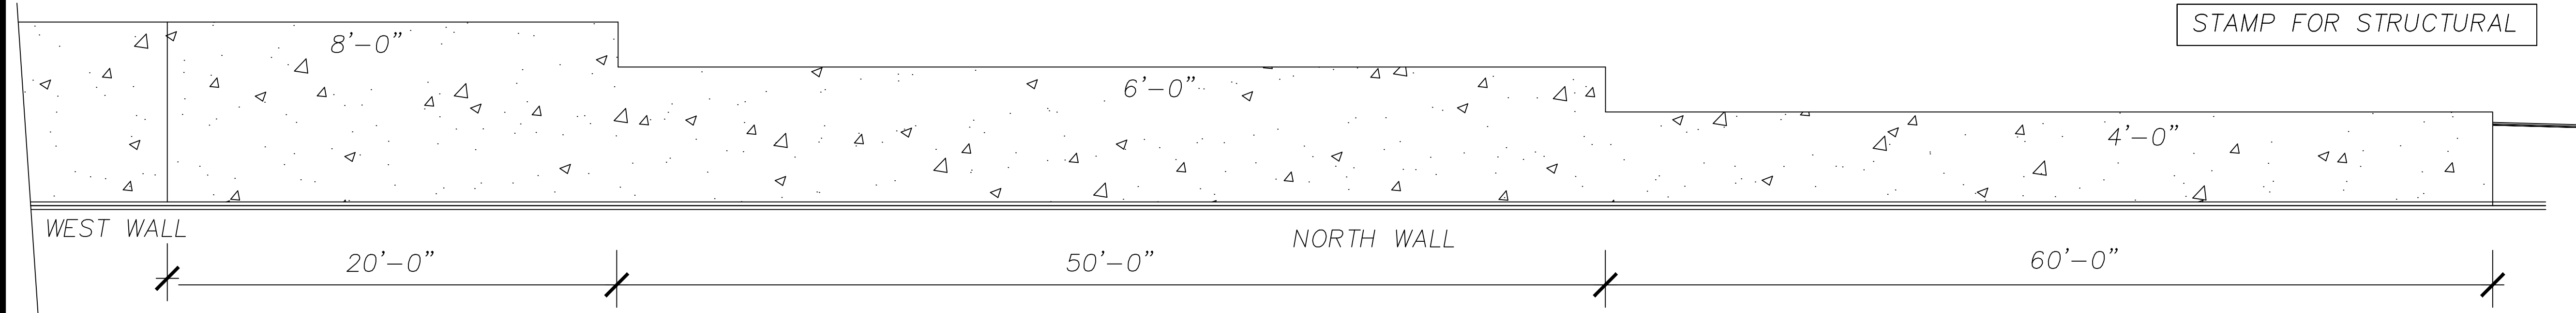 STAMP FOR STRUCTURAL
8'-0"
6'-0"
4'-0"
WEST WALL
NORTH WALL
20'-0"
50'-0"
60'-0"